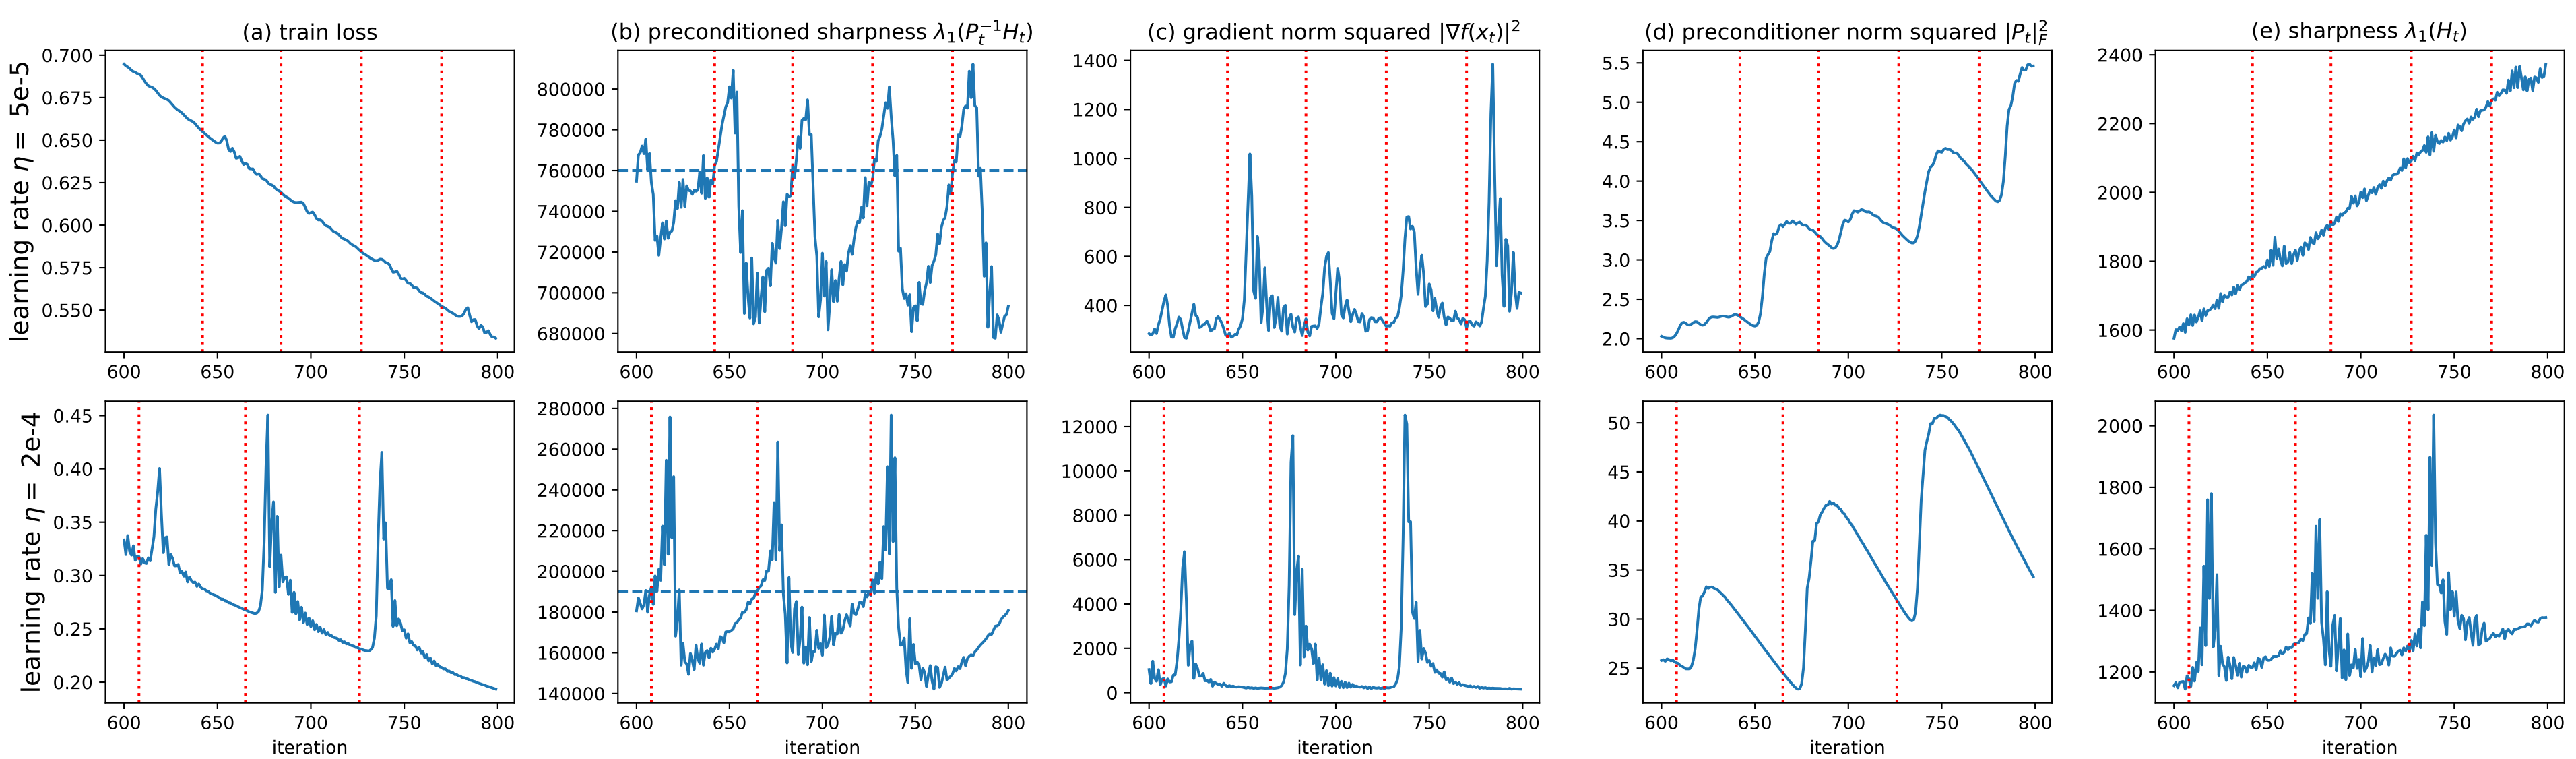 (a) train loss
(b) preconditioned sharpness λ₁(Pₜ⁻¹Hₜ)
(c) gradient norm squared |∇f(xₜ)|²
(d) preconditioner norm squared |Pₜ|²_F
(e) sharpness λ₁(Hₜ)
learning rate η = 5e-5
0.700
0.675
0.650
0.625
0.600
0.575
0.550
600 650 700 750 800
800000
780000
760000
740000
720000
700000
680000
600 650 700 750 800
1400
1200
1000
800
600
400
600 650 700 750 800
5.5
5.0
4.5
4.0
3.5
3.0
2.5
2.0
600 650 700 750 800
2400
2200
2000
1800
1600
600 650 700 750 800
learning rate η = 2e-4
0.45
0.40
0.35
0.30
0.25
0.20
600 650 700 750 800
iteration
280000
260000
240000
220000
200000
180000
160000
140000
600 650 700 750 800
iteration
12000
10000
8000
6000
4000
2000
0
600 650 700 750 800
iteration
50
45
40
35
30
25
600 650 700 750 800
iteration
2000
1800
1600
1400
1200
600 650 700 750 800
iteration